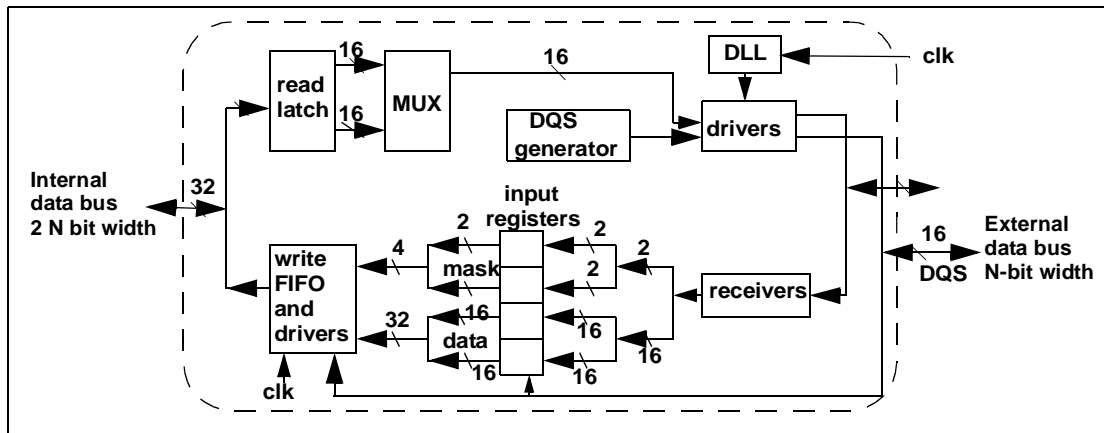 16
16
DLL
clk
read
latch
16
MUX
16
DQS
generator
drivers
Internal
data bus
2 N bit width
32
input
registers
2
2
2
4
mask
2
write
FIFO
and
drivers
receivers
16
DQS
External
data bus
N-bit width
16
32
data
16
16
16
16
clk